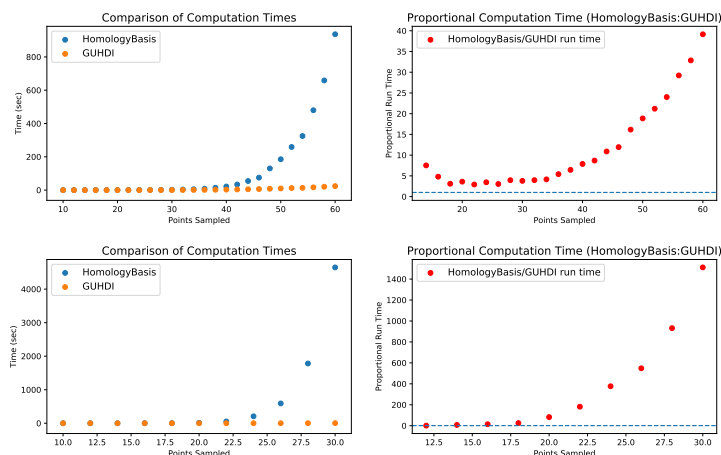 Comparison of Computation Times
HomologyBasis
GUHDI
Time (sec)
800
600
400
200
0
10 20 30 40 50 60
Points Sampled
Proportional Computation Time (HomologyBasis:GUHDI)
HomologyBasis/GUHDI run time
Proportional Run Time
40
35
30
25
20
15
10
5
0
20 30 40 50 60
Points Sampled
Comparison of Computation Times
HomologyBasis
GUHDI
Time (sec)
4000
3000
2000
1000
0
10.0 12.5 15.0 17.5 20.0 22.5 25.0 27.5 30.0
Points Sampled
Proportional Computation Time (HomologyBasis:GUHDI)
HomologyBasis/GUHDI run time
Proportional Run Time
1400
1200
1000
800
600
400
200
0
12.5 15.0 17.5 20.0 22.5 25.0 27.5 30.0
Points Sampled